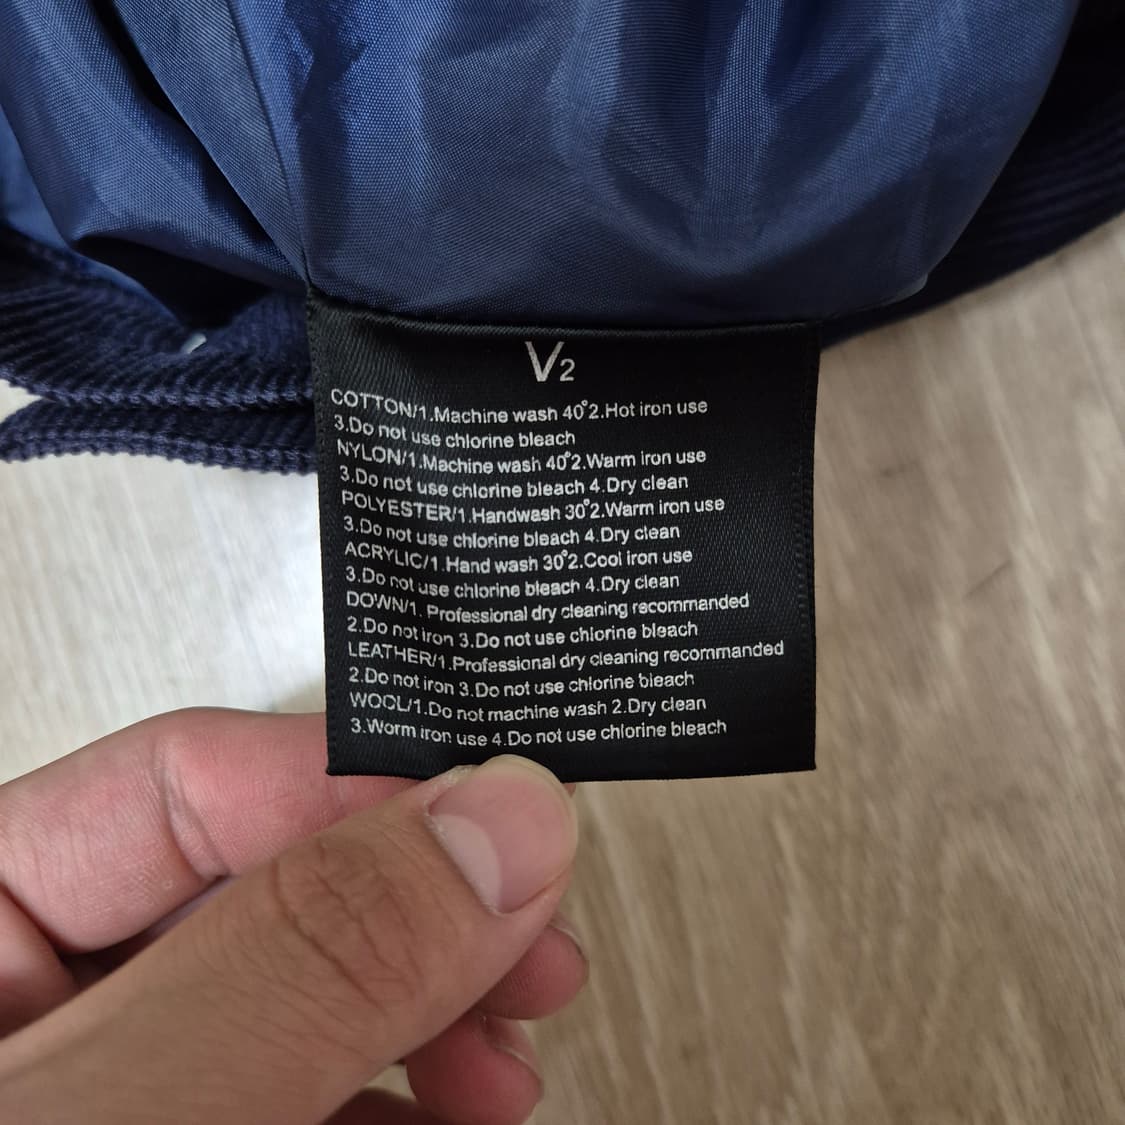 V2
COTTON/1.Machine wash 40°2.Hot iron use
3.Do not use chlorine bleach
NYLON/1.Machine wash 40°2.Warm iron use
3.Do not use chlorine bleach 4.Dry clean
POLYESTER/1.Handwash 30°2.Warm iron use
3.Do not use chlorine bleach 4.Dry clean
ACRYLIC/1.Hand wash 30°2.Cool iron use
3.Do not use chlorine bleach 4.Dry clean
DOWN/1. Professional dry cleaning recommanded
2.Do not iron 3.Do not use chlorine bleach
LEATHER/1.Professional dry cleaning recommanded
2.Do not iron 3.Do not use chlorine bleach
WOOL/1.Do not machine wash 2.Dry clean
3.Worm iron use 4.Do not use chlorine bleach